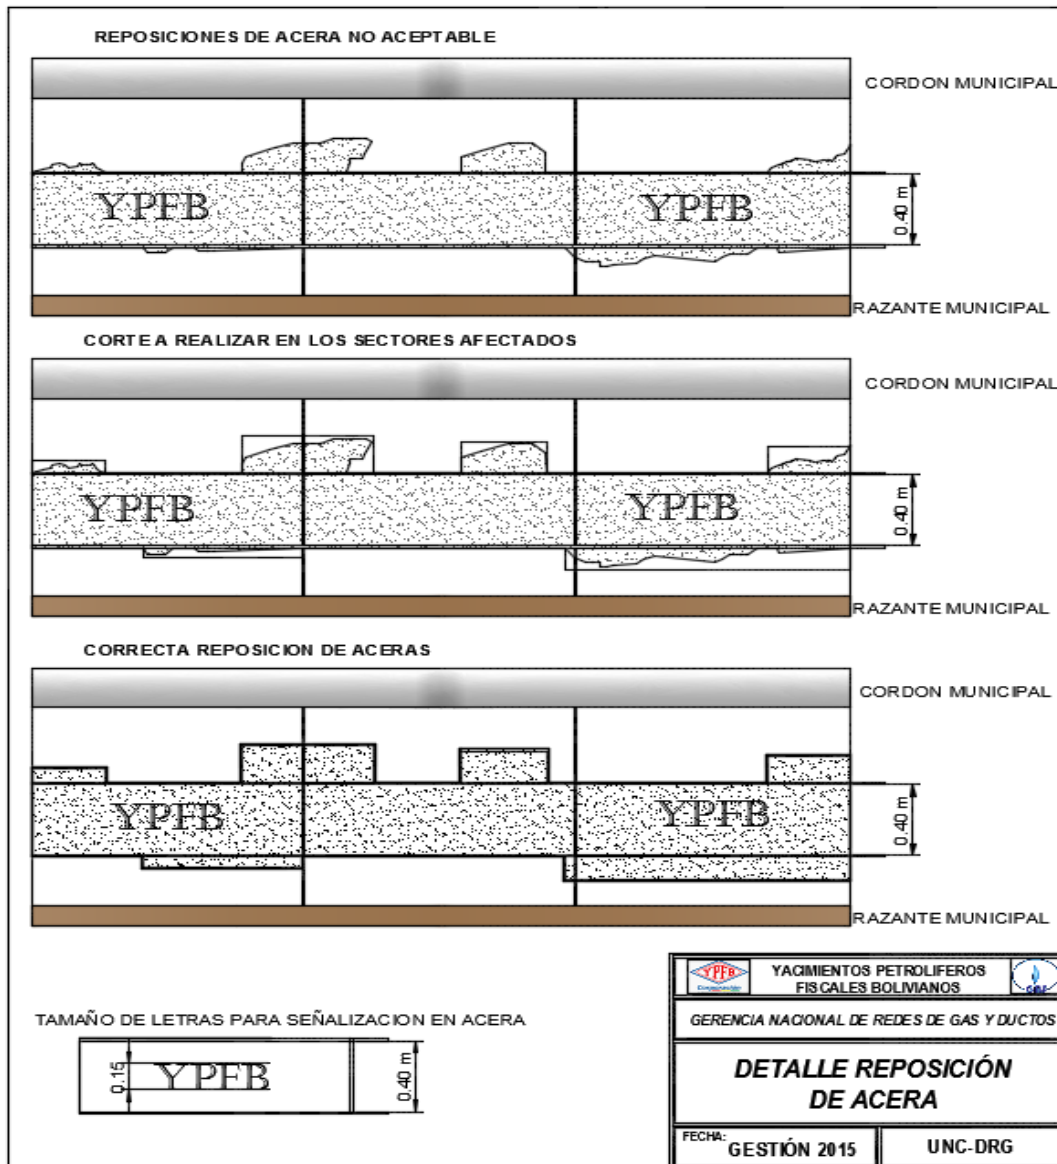 REPOSICIONES DE ACERA NO ACEPTABLE
CORDON MUNICIPAL
YPFB
YPFB
0.40 m
RAZANTE MUNICIPAL
CORTE A REALIZAR EN LOS SECTORES AFECTADOS
CORDON MUNICIPAL
YPFB
YPFB
0.40 m
RAZANTE MUNICIPAL
CORRECTA REPOSICION DE ACERAS
CORDON MUNICIPAL
YPFB
YPFB
0.40 m
RAZANTE MUNICIPAL
TAMAÑO DE LETRAS PARA SEÑALIZACION EN ACERA
0.15
YPFB
0.40 m
YPFB
Corporación
YACIMIENTOS PETROLIFEROS
FISCALES BOLIVIANOS
GERENCIA NACIONAL DE REDES DE GAS Y DUCTOS
DETALLE REPOSICIÓN
DE ACERA
FECHA:
GESTIÓN 2015
UNC-DRG